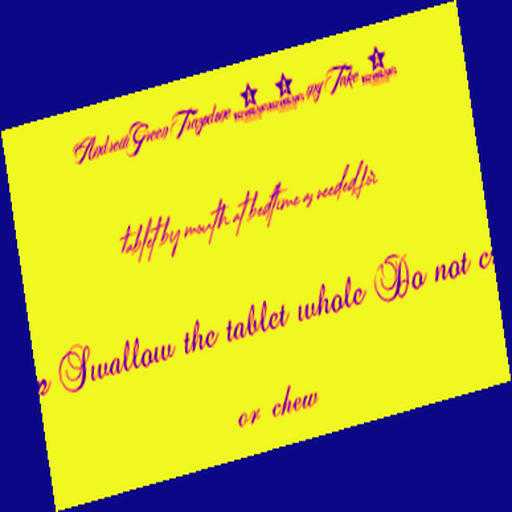 Andreea Green Trazodone mg Take
tablet by mouth at bedtime as needed for
Swallow the tablet whole Do not
or chew